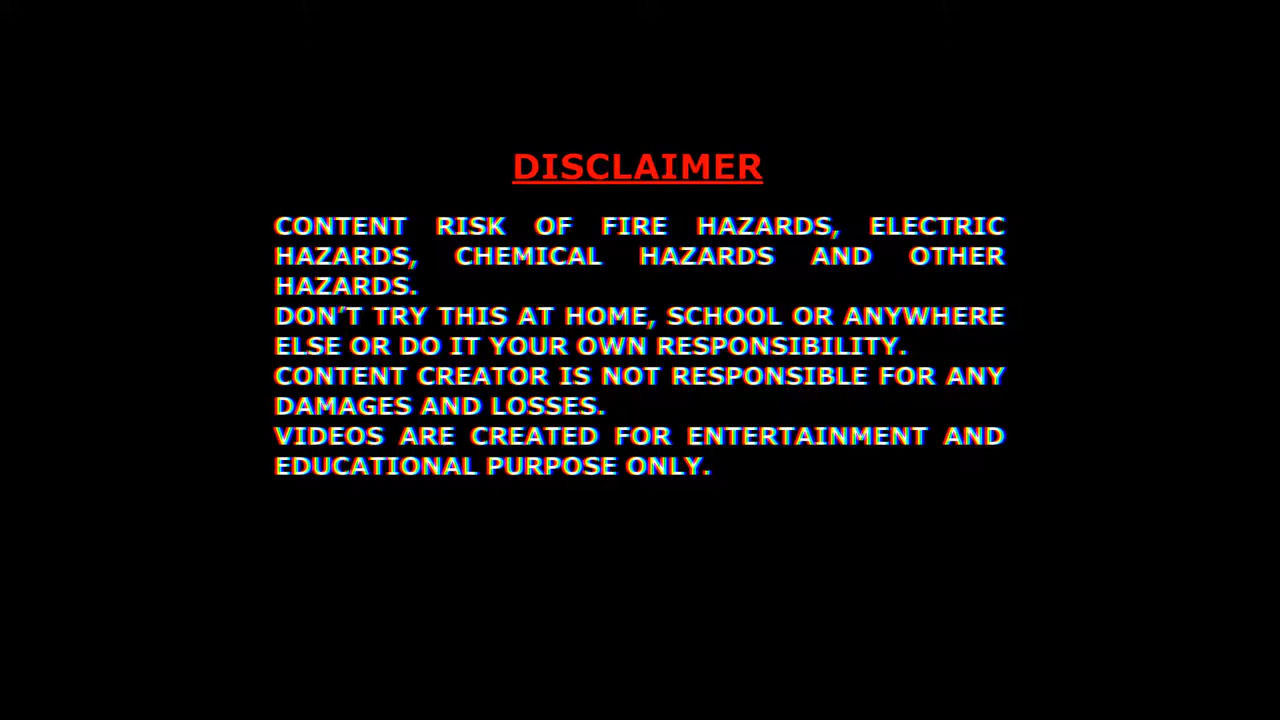 DISCLAIMER
CONTENT RISK OF FIRE HAZARDS, ELECTRIC
HAZARDS, CHEMICAL HAZARDS AND OTHER
HAZARDS.
DON'T TRY THIS AT HOME, SCHOOL OR ANYWHERE
ELSE OR DO IT YOUR OWN RESPONSIBILITY.
CONTENT CREATOR IS NOT RESPONSIBLE FOR ANY
DAMAGES AND LOSSES.
VIDEOS ARE CREATED FOR ENTERTAINMENT AND
EDUCATIONAL PURPOSE ONLY.